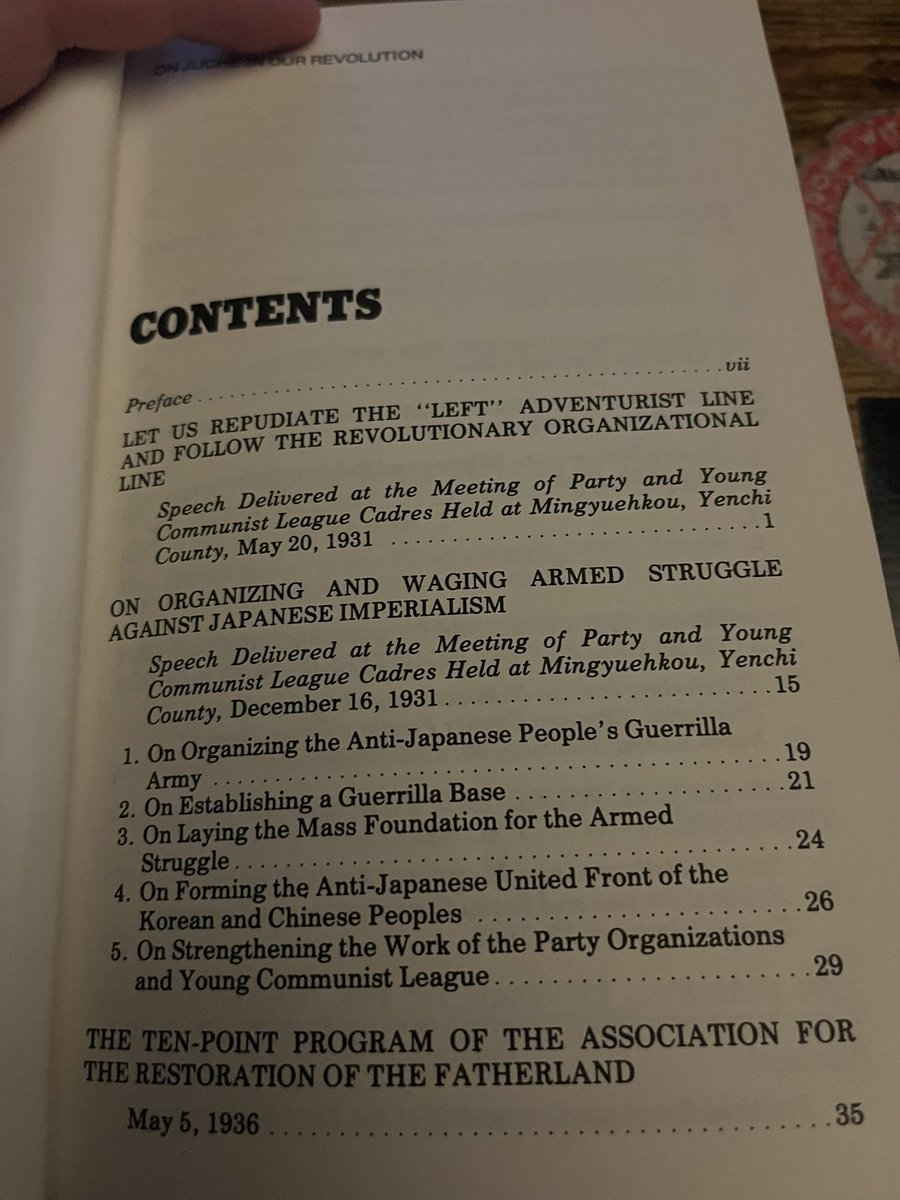 ON JUCHE IN OUR REVOLUTION
CONTENTS
Preface . . . . . . . . . . . . . . . . . . . . . . . . . . . . . . . . . . . . . . . . . . . . . . vii
LET US REPUDIATE THE “LEFT” ADVENTURIST LINE
AND FOLLOW THE REVOLUTIONARY ORGANIZATIONAL
LINE
Speech Delivered at the Meeting of Party and Young
Communist League Cadres Held at Mingyuehkou, Yenchi
County, May 20, 1931 . . . . . . . . . . . . . . . . . . . . . . . . . . . . . 1
ON ORGANIZING AND WAGING ARMED STRUGGLE
AGAINST JAPANESE IMPERIALISM
Speech Delivered at the Meeting of Party and Young
Communist League Cadres Held at Mingyuehkou, Yenchi
County, December 16, 1931 . . . . . . . . . . . . . . . . . . . . . . . . 15
1. On Organizing the Anti-Japanese People’s Guerrilla
Army . . . . . . . . . . . . . . . . . . . . . . . . . . . . . . . . . . . . . . . . . 19
2. On Establishing a Guerrilla Base . . . . . . . . . . . . . . . . . . . 21
3. On Laying the Mass Foundation for the Armed
Struggle . . . . . . . . . . . . . . . . . . . . . . . . . . . . . . . . . . . . . . . 24
4. On Forming the Anti-Japanese United Front of the
Korean and Chinese Peoples . . . . . . . . . . . . . . . . . . . . . . . 26
5. On Strengthening the Work of the Party Organizations
and Young Communist League . . . . . . . . . . . . . . . . . . . . . . 29
THE TEN-POINT PROGRAM OF THE ASSOCIATION FOR
THE RESTORATION OF THE FATHERLAND
May 5, 1936 . . . . . . . . . . . . . . . . . . . . . . . . . . . . . . . . . . . . . . . 35